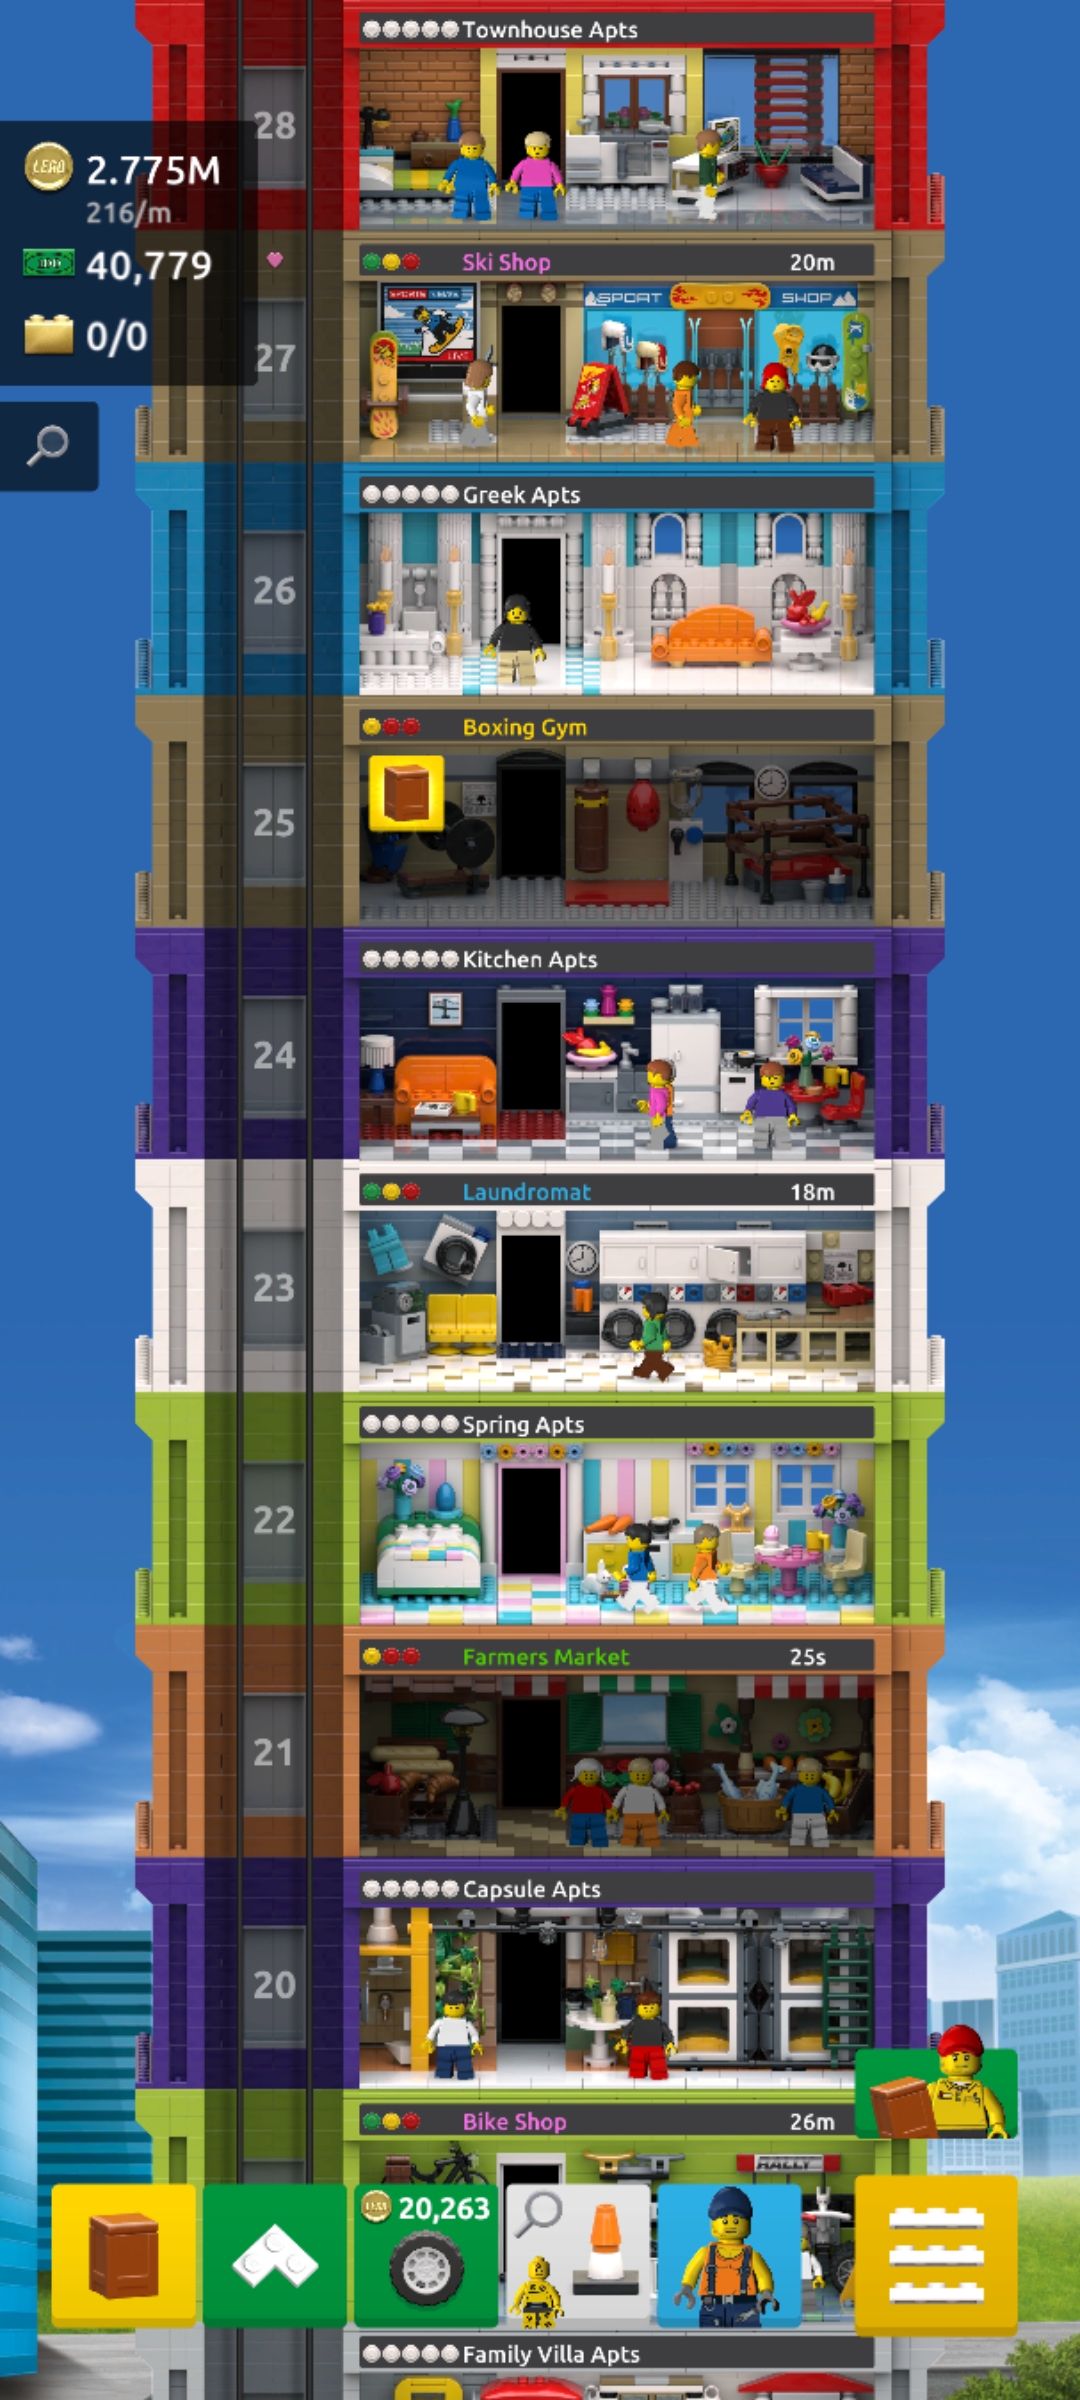 Townhouse Apts
28
LEGO
2.775M
216/m
40,779
0/0
Ski Shop 20m
27
SPORT SHOP
LIVE
Greek Apts
26
Boxing Gym
25
Kitchen Apts
24
Laundromat 18m
23
Spring Apts
22
Farmers Market 25s
21
Capsule Apts
20
Bike Shop 26m
RALLY
20,263
Family Villa Apts